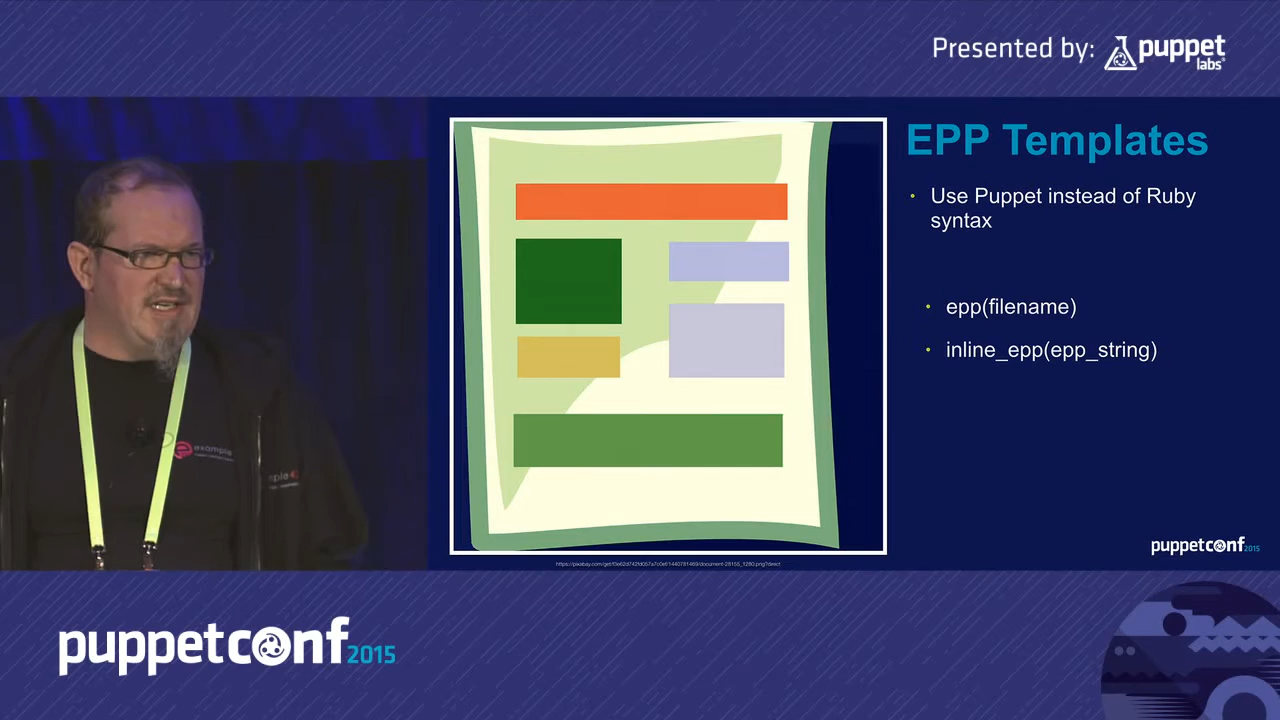 Presented by: puppet
labs
EPP Templates
• Use Puppet instead of Ruby
syntax
• epp(filename)
• inline_epp(epp_string)
example
puppetconf 2015
puppetconf 2015